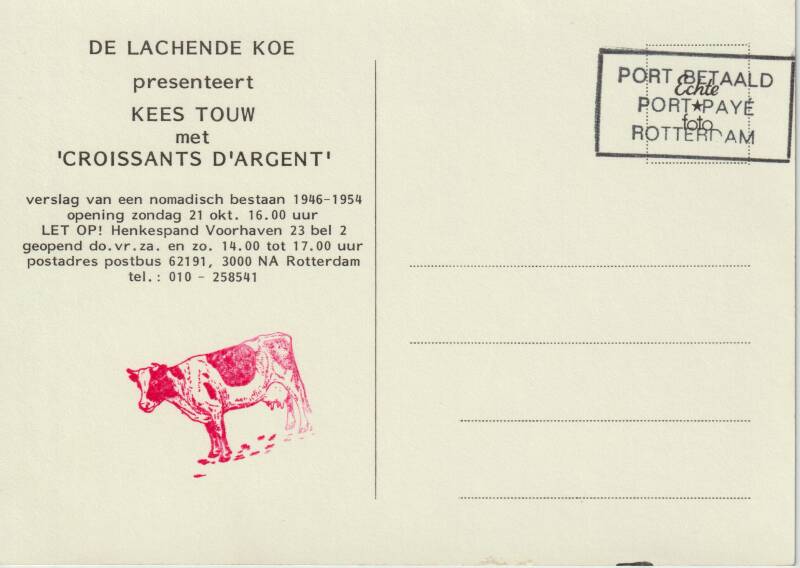 DE LACHENDE KOE
presenteert
KEES TOUW
met
'CROISSANTS D'ARGENT'
verslag van een nomadisch bestaan 1946-1954
opening zondag 21 okt. 16.00 uur
LET OP! Henkespand Voorhaven 23 bel 2
geopend do.vr.za. en zo. 14.00 tot 17.00 uur
postadres postbus 62191, 3000 NA Rotterdam
tel.: 010 - 258541
PORT BETAALD
Echte
PORT★PAYÉ
foto
ROTTERDAM